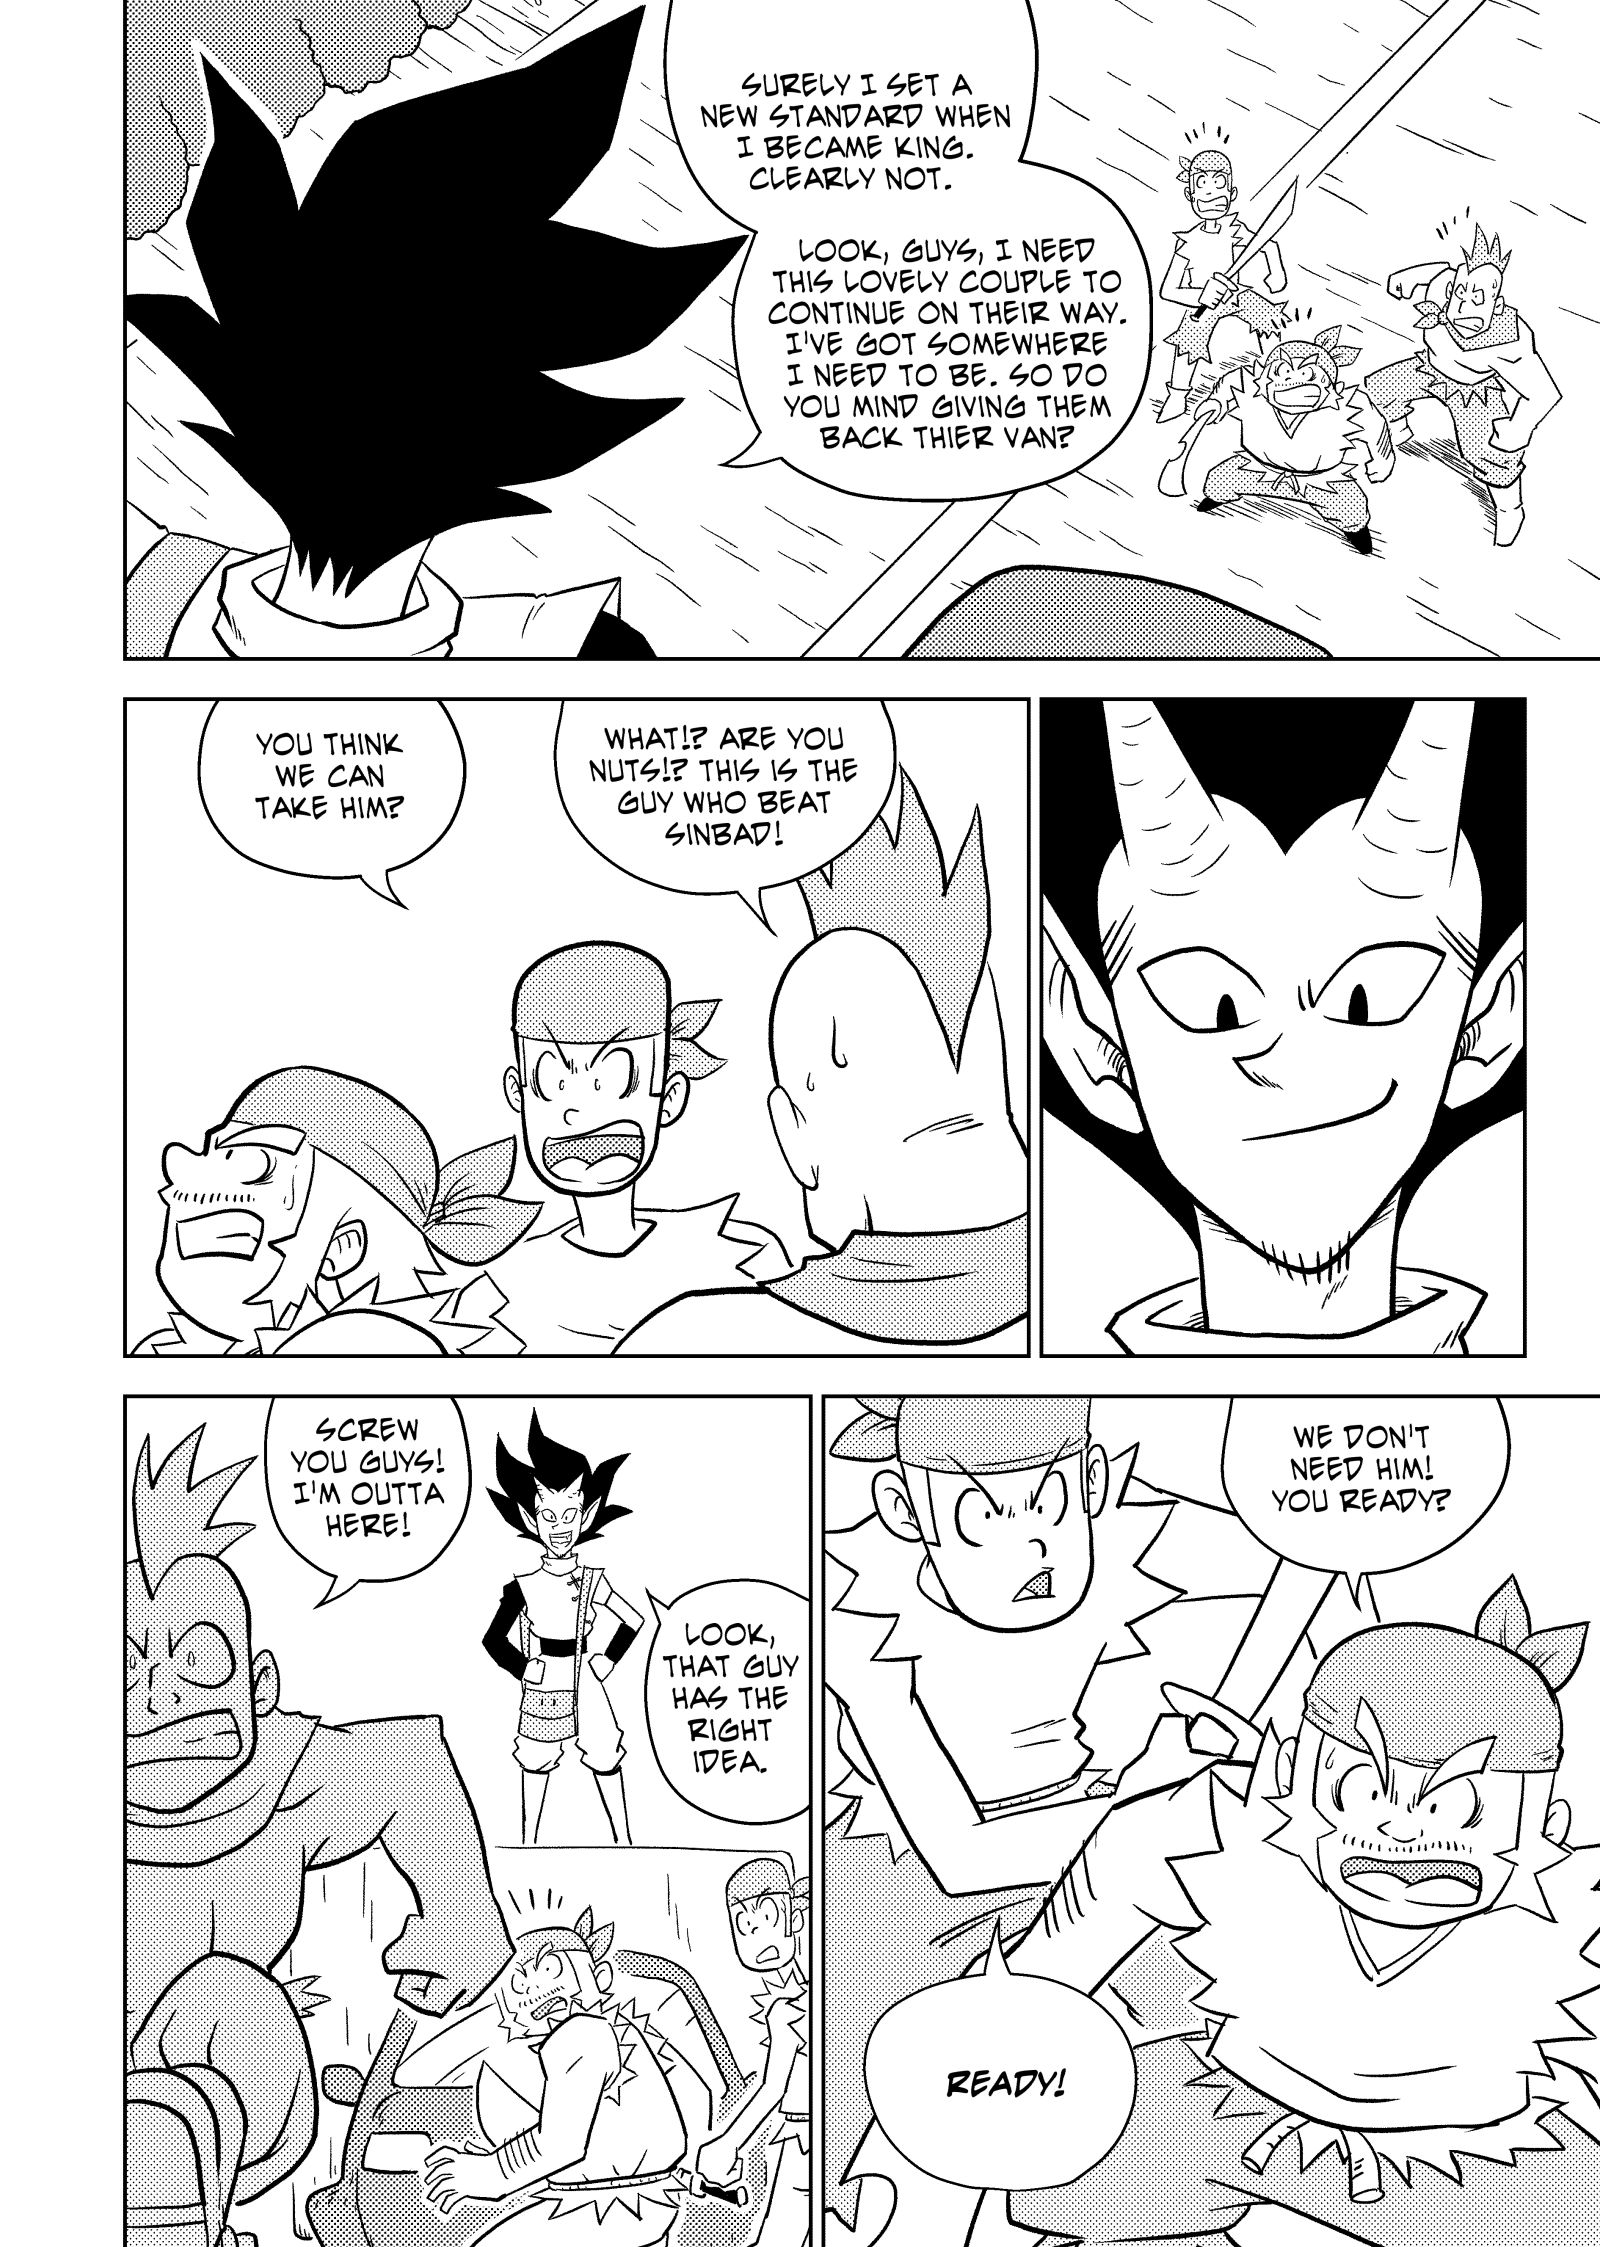 SURELY I SET A
NEW STANDARD WHEN
I BECAME KING.
CLEARLY NOT.
LOOK, GUYS, I NEED
THIS LOVELY COUPLE TO
CONTINUE ON THEIR WAY.
I'VE GOT SOMEWHERE
I NEED TO BE. SO DO
YOU MIND GIVING THEM
BACK THIER VAN?
YOU THINK
WE CAN
TAKE HIM?
WHAT!? ARE YOU
NUTS!? THIS IS THE
GUY WHO BEAT
SINBAD!
SCREW
YOU GUYS!
I'M OUTTA
HERE!
LOOK,
THAT GUY
HAS THE
RIGHT
IDEA.
WE DON'T
NEED HIM!
YOU READY?
READY!